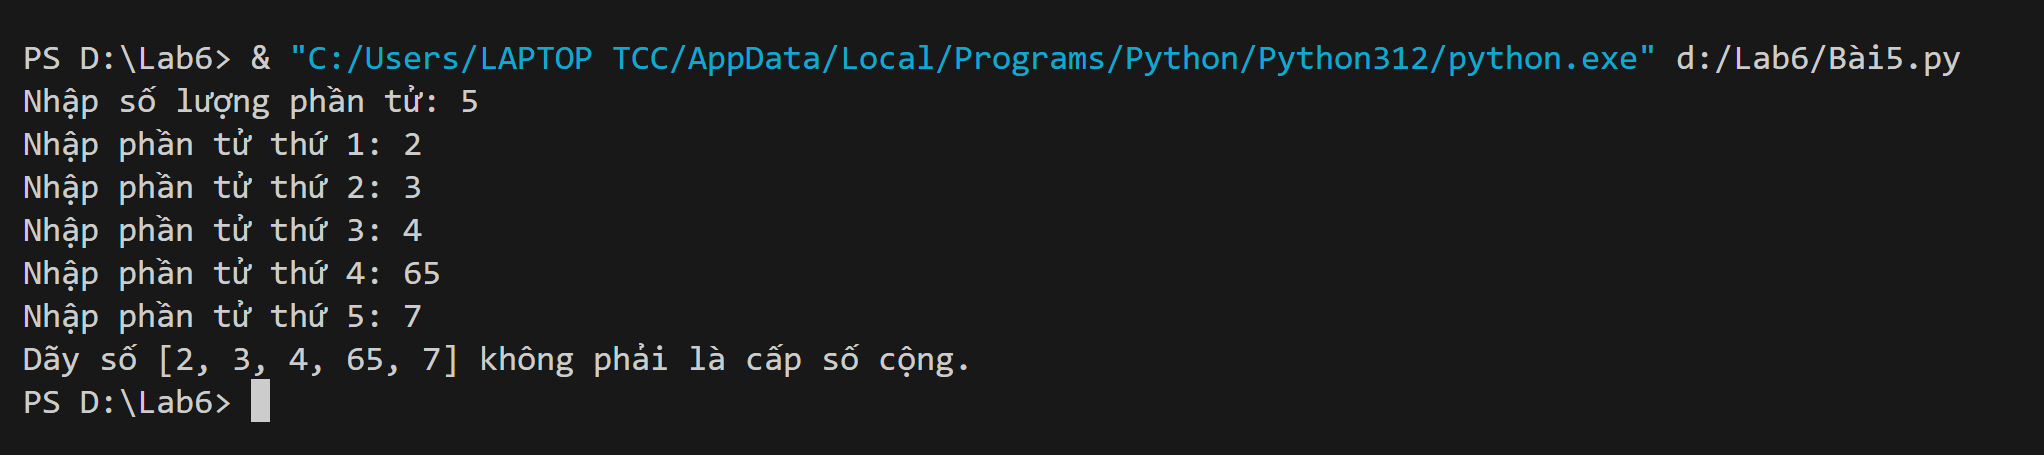 PS D:\Lab6> & "C:/Users/LAPTOP TCC/AppData/Local/Programs/Python/Python312/python.exe" d:/Lab6/Bài5.py
Nhập số lượng phần tử: 5
Nhập phần tử thứ 1: 2
Nhập phần tử thứ 2: 3
Nhập phần tử thứ 3: 4
Nhập phần tử thứ 4: 65
Nhập phần tử thứ 5: 7
Dãy số [2, 3, 4, 65, 7] không phải là cấp số cộng.
PS D:\Lab6>